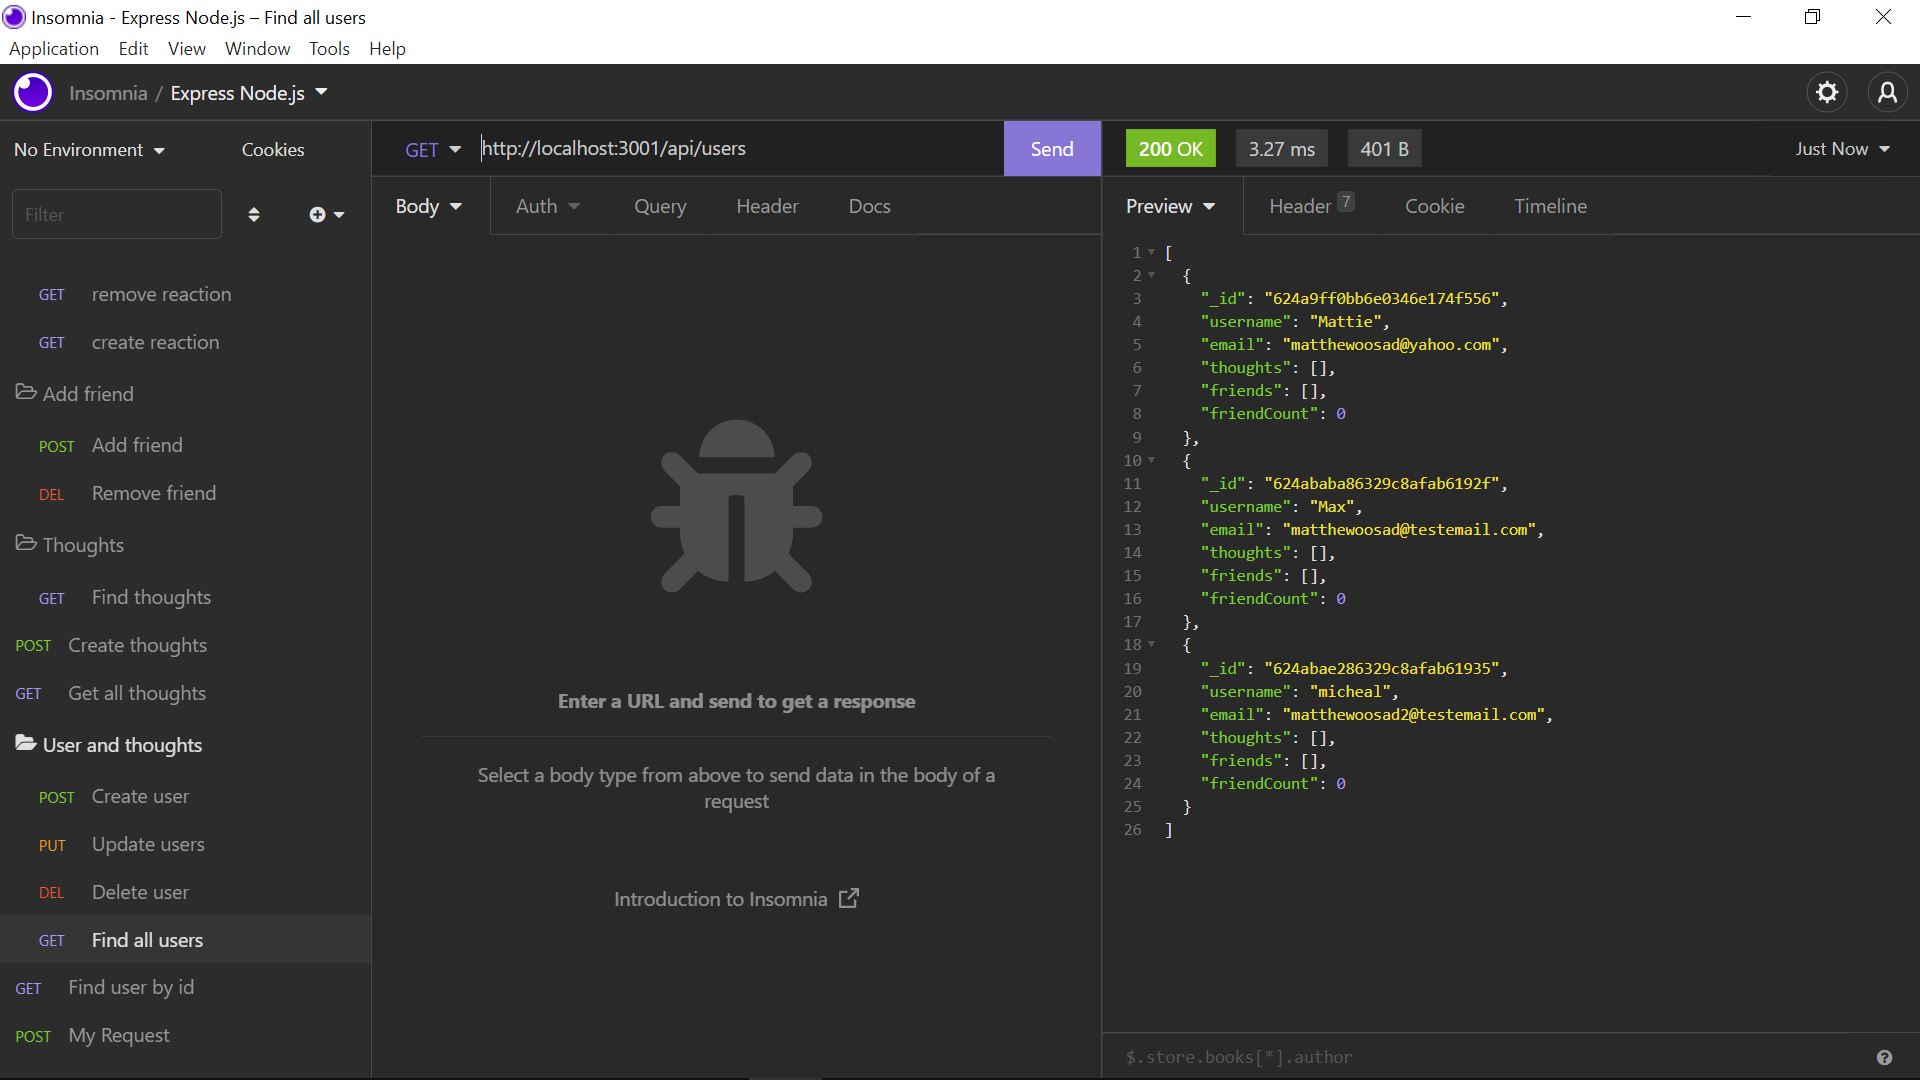 Insomnia - Express Node.js – Find all users
Application Edit View Window Tools Help
Insomnia / Express Node.js
No Environment Cookies
Filter
GET remove reaction
GET create reaction
Add friend
POST Add friend
DEL Remove friend
Thoughts
GET Find thoughts
POST Create thoughts
GET Get all thoughts
User and thoughts
POST Create user
PUT Update users
DEL Delete user
GET Find all users
GET Find user by id
POST My Request
GET http://localhost:3001/api/users Send
Body Auth Query Header Docs
Enter a URL and send to get a response
Select a body type from above to send data in the body of a
request
Introduction to Insomnia
200 OK 3.27 ms 401 B Just Now
Preview Header 7 Cookie Timeline
1 [
2 {
3 "_id": "624a9ff0bb6e0346e174f556",
4 "username": "Mattie",
5 "email": "matthewoosad@yahoo.com",
6 "thoughts": [],
7 "friends": [],
8 "friendCount": 0
9 },
10 {
11 "_id": "624ababa86329c8afab6192f",
12 "username": "Max",
13 "email": "matthewoosad@testemail.com",
14 "thoughts": [],
15 "friends": [],
16 "friendCount": 0
17 },
18 {
19 "_id": "624abae286329c8afab61935",
20 "username": "micheal",
21 "email": "matthewoosad2@testemail.com",
22 "thoughts": [],
23 "friends": [],
24 "friendCount": 0
25 }
26 ]
$.store.books[*].author